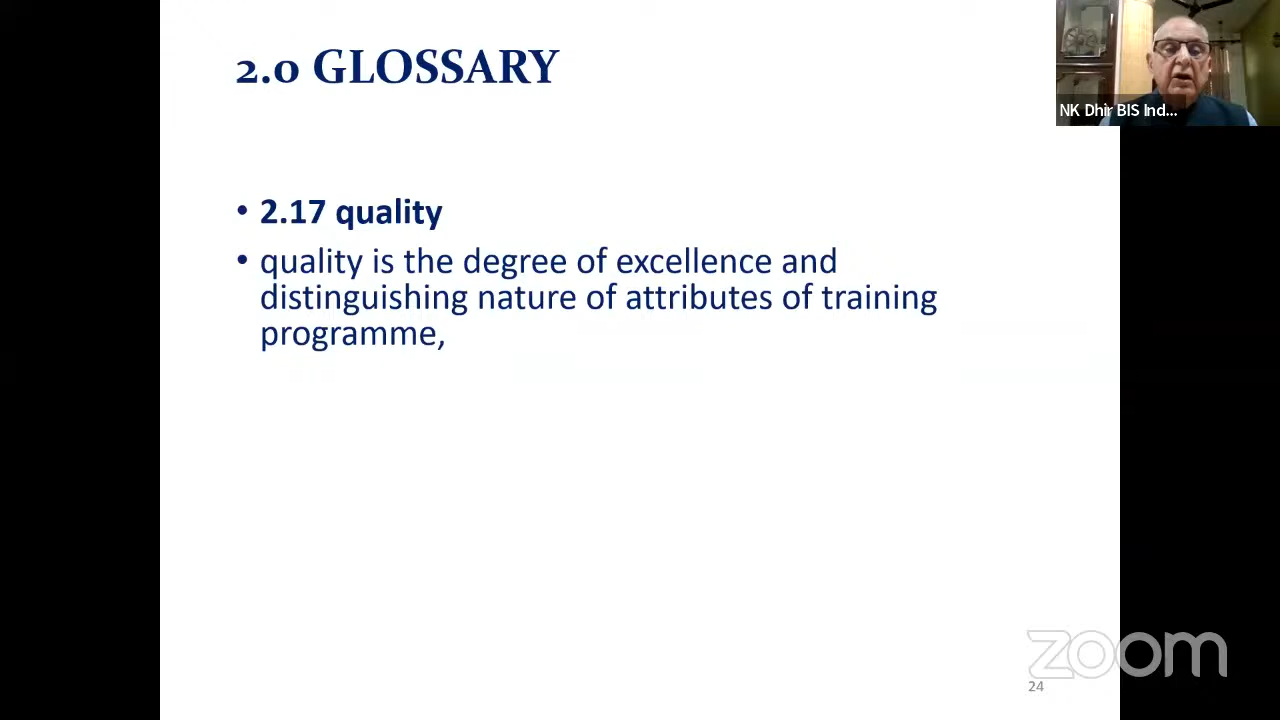 2.0 GLOSSARY
NK Dhir BIS Ind...
• 2.17 quality
• quality is the degree of excellence and
distinguishing nature of attributes of training
programme,
zoom
24